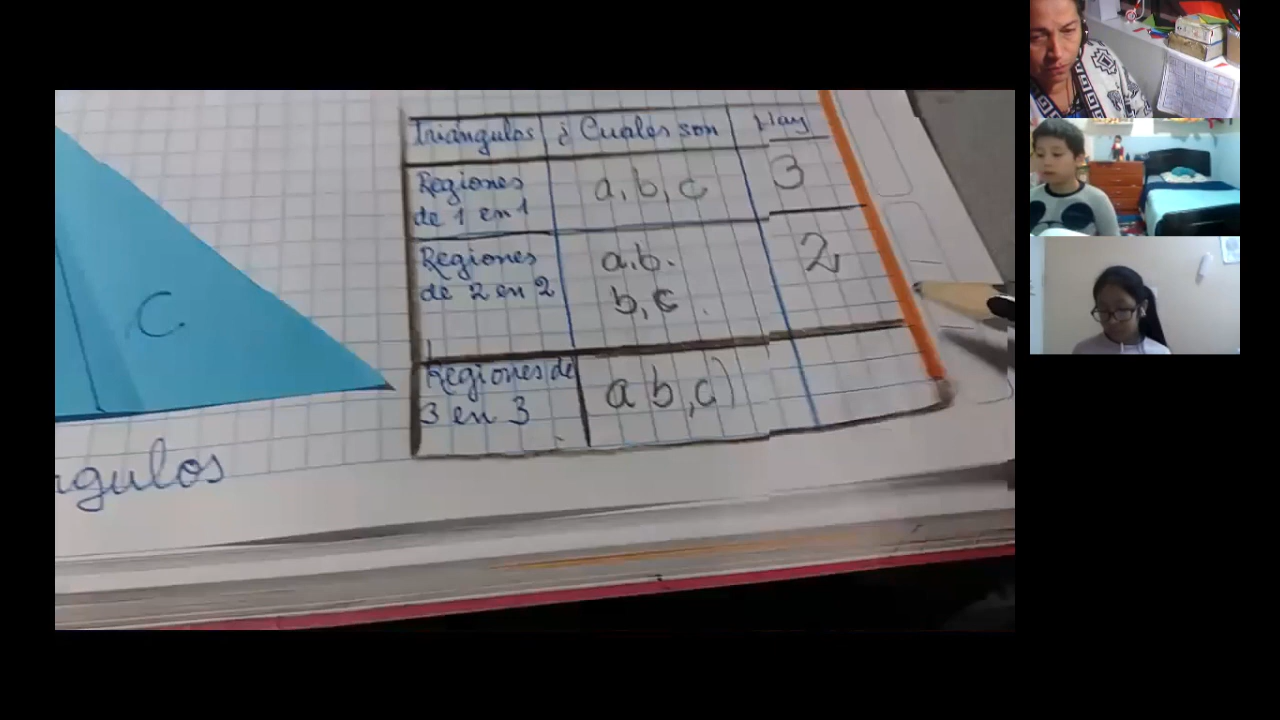 C
ngulos
Triángulos ¿Cuales son Hay
Regiones
de 1 en 1
a, b, c
3
Regiones
de 2 en 2
a, b.
b, c.
2
Regiones de
3 en 3
a b, c)